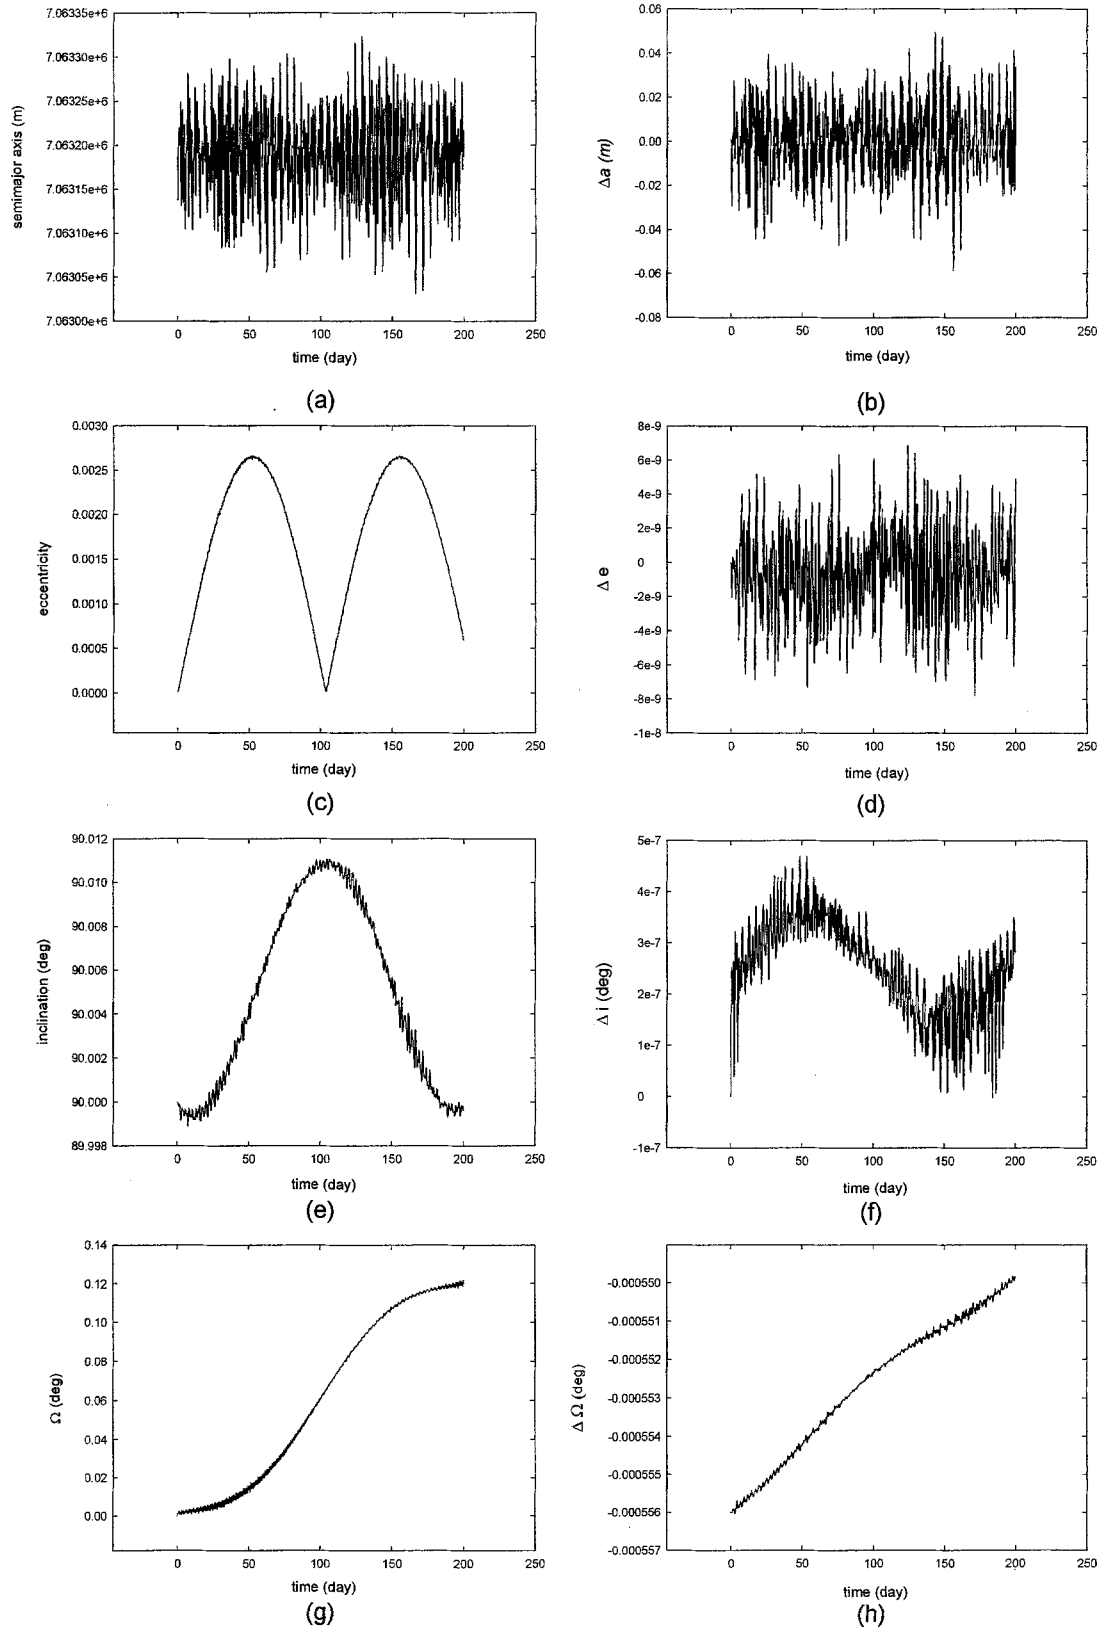 7.06335e+6
7.06330e+6
7.06325e+6
7.06320e+6
7.06315e+6
7.06310e+6
7.06305e+6
7.06300e+6
semimajor axis (m)
0 50 100 150 200 250
time (day)
(a)
0.06
0.04
0.02
0.00
-0.02
-0.04
-0.06
-0.08
Δa (m)
0 50 100 150 200 250
time (day)
(b)
0.0030
0.0025
0.0020
0.0015
0.0010
0.0005
0.0000
eccentricity
0 50 100 150 200 250
time (day)
(c)
8e-9
6e-9
4e-9
2e-9
0
-2e-9
-4e-9
-6e-9
-8e-9
-1e-8
Δ e
0 50 100 150 200 250
time (day)
(d)
90.012
90.010
90.008
90.006
90.004
90.002
90.000
89.998
inclination (deg)
0 50 100 150 200 250
time (day)
(e)
5e-7
4e-7
3e-7
2e-7
1e-7
0
-1e-7
Δ i (deg)
0 50 100 150 200 250
time (day)
(f)
0.14
0.12
0.10
0.08
0.06
0.04
0.02
0.00
Ω (deg)
0 50 100 150 200 250
time (day)
(g)
-0.000550
-0.000551
-0.000552
-0.000553
-0.000554
-0.000555
-0.000556
-0.000557
Δ Ω (deg)
0 50 100 150 200 250
time (day)
(h)